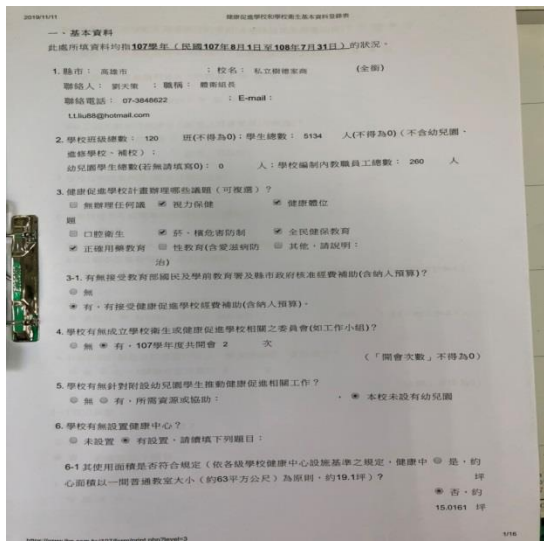 2019/11/11 健康促進學校和學校衛生基本資料登錄表
一、基本資料
此處所填資料均指107學年(民國107年8月1日至108年7月31日)的狀況。
1. 縣市: 高雄市 ;校名: 私立樹德家商 (全銜)
聯絡人: 劉天衆 ;職稱: 體衛組長
聯絡電話: 07-3848622 ;E-mail:
t.t.liu88@hotmail.com
2. 學校班級總數: 120 班(不得為0);學生總數: 5134 人(不得為0)(不含幼兒園、
進修學校、補校);
幼兒園學生總數(若無請填寫0): 0 人;學校編制內教職員工總數: 260 人
3. 健康促進學校計畫辦理哪些議題(可複選)?
無辦理任何議 視力保健 健康體位
題
口腔衛生 菸、檳危害防制 全民健保教育
正確用藥教育 性教育(含愛滋病防 其他,請說明:
治)
3-1. 有無接受教育部國民及學前教育署及縣市政府核准經費補助(含納入預算)?
無
有,有接受健康促進學校經費補助(含納入預算)。
4. 學校有無成立學校衛生或健康促進學校相關之委員會(如工作小組)?
無 有,107學年度共開會 2 次
(「開會次數」不得為0)
5. 學校有無針對附設幼兒園學生推動健康促進相關工作?
無 有,所需資源或協助: 。 本校未設有幼兒園
6. 學校有無設置健康中心?
未設置 有設置,請續填下列題目:
6-1 其使用面積是否符合規定(依各級學校健康中心設施基準之規定,健康中 是,約
心面積以一間普通教室大小(約63平方公尺)為原則,約19.1坪)? 坪
否,約
15.0161 坪
1/16